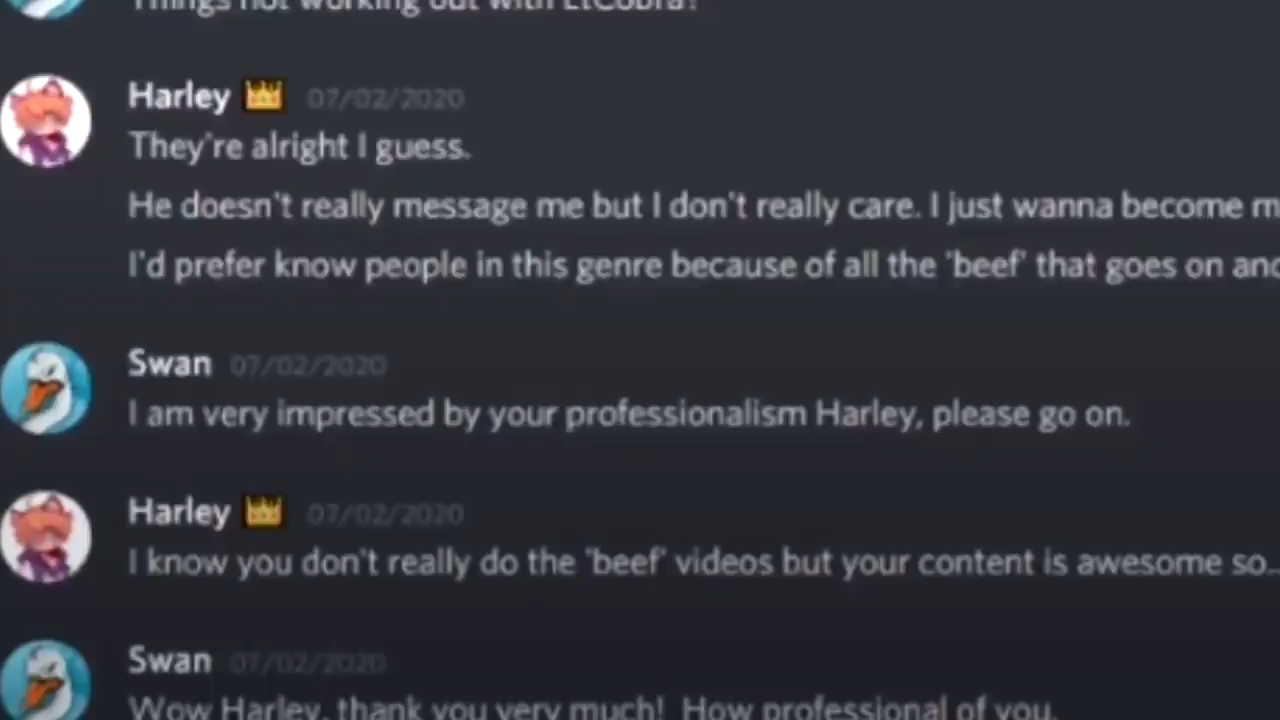 Things not working out with LtCobra?
Harley 07/02/2020
They're alright I guess.
He doesn't really message me but I don't really care. I just wanna become m
I'd prefer know people in this genre because of all the 'beef' that goes on and
Swan 07/02/2020
I am very impressed by your professionalism Harley, please go on.
Harley 07/02/2020
I know you don't really do the 'beef' videos but your content is awesome so..
Swan 07/02/2020
Wow Harley, thank you very much! How professional of you.